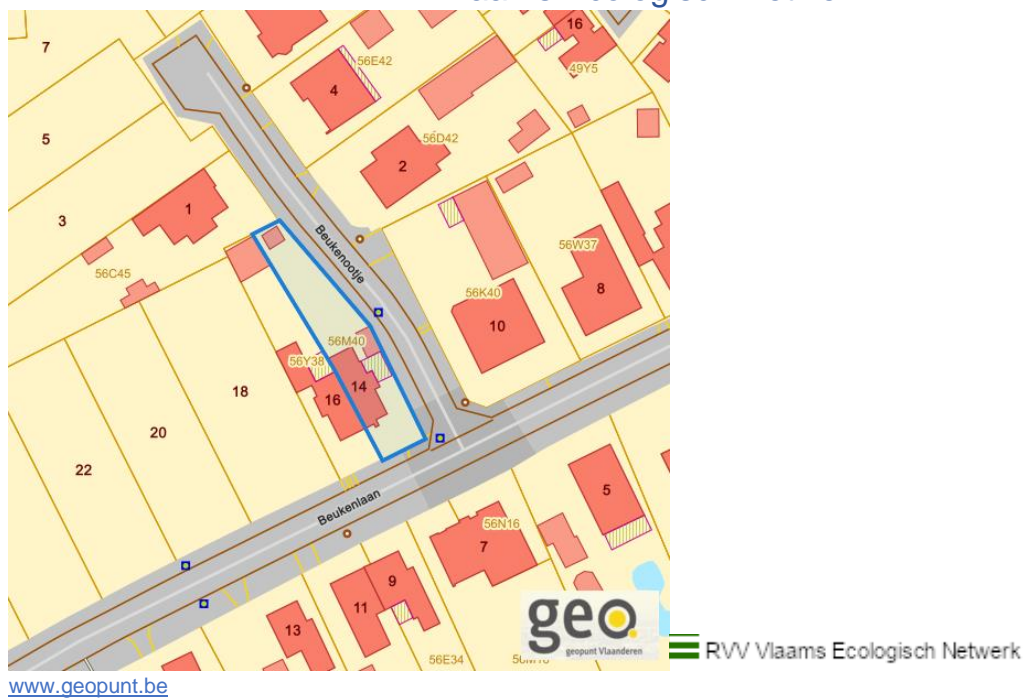 7
16
56E42
49Y5
4
5
56D42
2
1
3
Beukenootje
56W37
56C45
56K40
8
10
56M40
56Y38
14
18
16
20
22
5
Beukenlaan
56N16
7
9
11
13
56E34
geo
geopunt Vlaanderen
RVV Vlaams Ecologisch Netwerk
www.geopunt.be